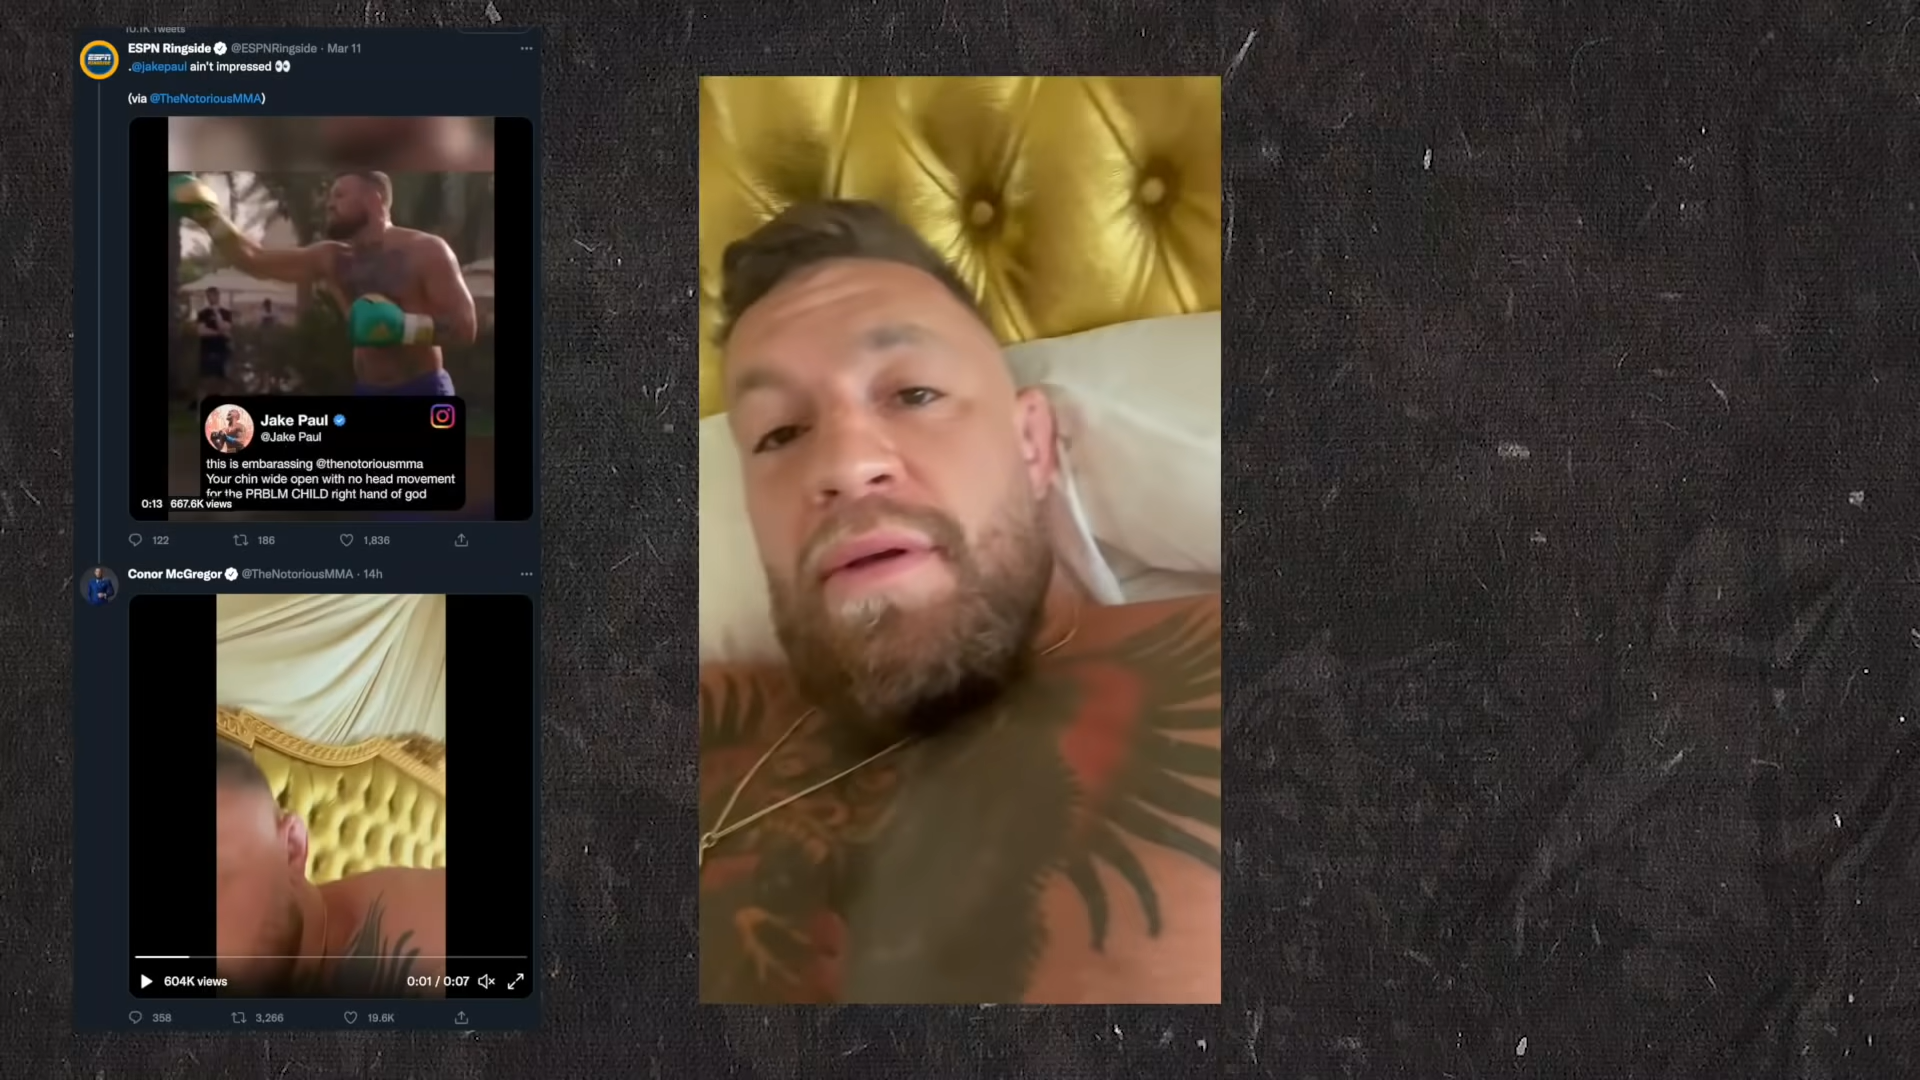 10.1K Tweets
ESPN Ringside @ESPNRingside · Mar 11
.@jakepaul ain't impressed 👀
(via @TheNotoriousMMA)
Jake Paul
@Jake Paul
this is embarassing @thenotoriousmma
Your chin wide open with no head movement
for the PRBLM CHILD right hand of god
0:13 667.6K views
122 186 1,836
Conor McGregor @TheNotoriousMMA · 14h
604K views 0:01 / 0:07
358 3,266 19.6K